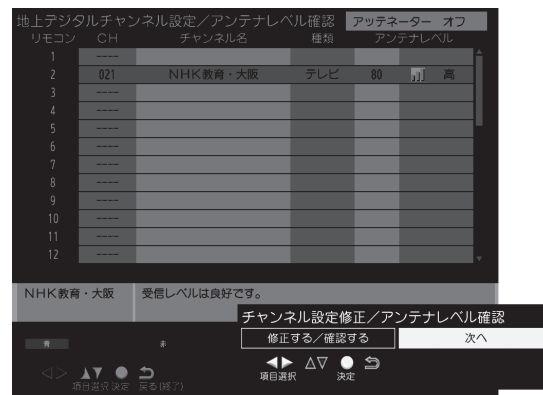 地上デジタルチャンネル設定／アンテナレベル確認 アッテネーター オフ
リモコン CH チャンネル名 種類 アンテナレベル
1 ----
2 021 NHK教育・大阪 テレビ 80 高
3 ----
4 ----
5 ----
6 ----
7 ----
8 ----
9 ----
10 ----
11 ----
12 ----
NHK教育・大阪 受信レベルは良好です。
チャンネル設定修正／アンテナレベル確認
修正する／確認する 次へ
青 赤
項目選択 決定
項目選択 決定 戻る(終了)